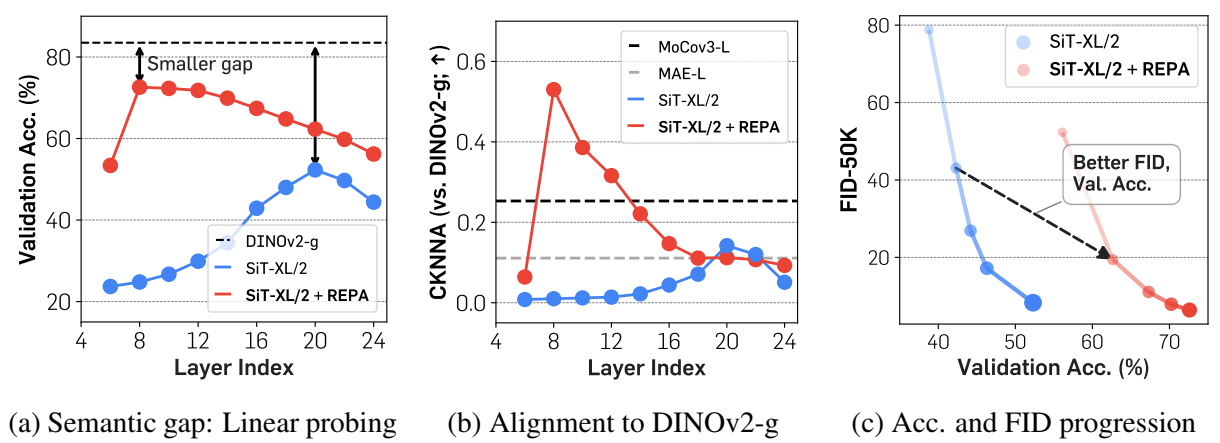 Validation Acc. (%)
80
60
40
20
Smaller gap
DINOv2-g
SiT-XL/2
SiT-XL/2 + REPA
4 8 12 16 20 24
Layer Index
(a) Semantic gap: Linear probing
CKNNA (vs. DINOv2-g; ↑)
0.6
0.4
0.2
0.0
MoCov3-L
MAE-L
SiT-XL/2
SiT-XL/2 + REPA
4 8 12 16 20 24
Layer Index
(b) Alignment to DINOv2-g
FID-50K
80
60
40
20
SiT-XL/2
SiT-XL/2 + REPA
Better FID,
Val. Acc.
40 50 60 70
Validation Acc. (%)
(c) Acc. and FID progression